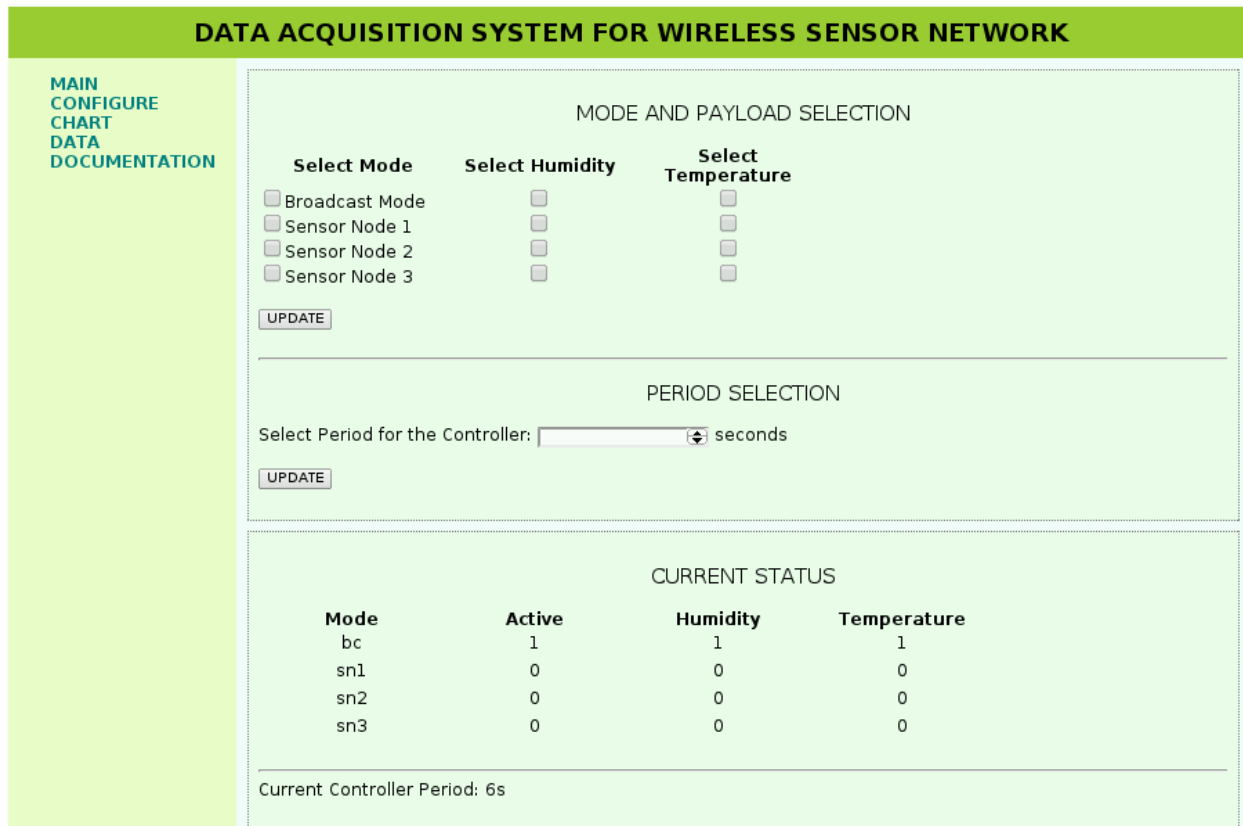 DATA ACQUISITION SYSTEM FOR WIRELESS SENSOR NETWORK
MAIN
CONFIGURE
CHART
DATA
DOCUMENTATION
MODE AND PAYLOAD SELECTION
Select Mode Select Humidity Select Temperature
Broadcast Mode
Sensor Node 1
Sensor Node 2
Sensor Node 3
UPDATE
PERIOD SELECTION
Select Period for the Controller: seconds
UPDATE
CURRENT STATUS
Mode Active Humidity Temperature
bc 1 1 1
sn1 0 0 0
sn2 0 0 0
sn3 0 0 0
Current Controller Period: 6s